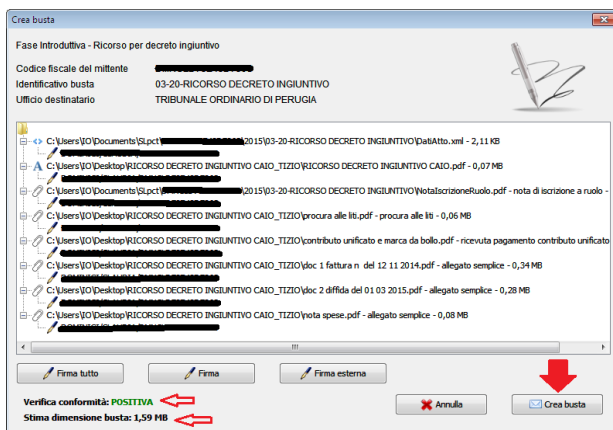 Crea busta
Fase Introduttiva - Ricorso per decreto ingiuntivo
Codice fiscale del mittente
Identificativo busta 03-20-RICORSO DECRETO INGIUNTIVO
Ufficio destinatario TRIBUNALE ORDINARIO DI PERUGIA
C:\Users\IO\Documents\SLpct\ 2015\03-20-RICORSO DECRETO INGIUNTIVO\DatiAtto.xml - 2,11 KB
C:\Users\IO\Desktop\RICORSO DECRETO INGIUNTIVO CAIO_TIZIO\RICORSO DECRETO INGIUNTIVO CAIO.pdf - 0,07 MB
C:\Users\IO\Documents\SLpct\ 2015\03-20-RICORSO DECRETO INGIUNTIVO\NotaIscrizioneRuolo.pdf - nota di iscrizione a ruolo -
C:\Users\IO\Desktop\RICORSO DECRETO INGIUNTIVO CAIO_TIZIO\procura alle liti.pdf - procura alle liti - 0,06 MB
C:\Users\IO\Desktop\RICORSO DECRETO INGIUNTIVO CAIO_TIZIO\contributo unificato e marca da bollo.pdf - ricevuta pagamento contributo unificato
C:\Users\IO\Desktop\RICORSO DECRETO INGIUNTIVO CAIO_TIZIO\doc 1 fattura n del 12 11 2014.pdf - allegato semplice - 0,34 MB
C:\Users\IO\Desktop\RICORSO DECRETO INGIUNTIVO CAIO_TIZIO\doc 2 diffida del 01 03 2015.pdf - allegato semplice - 0,28 MB
C:\Users\IO\Desktop\RICORSO DECRETO INGIUNTIVO CAIO_TIZIO\nota spese.pdf - allegato semplice - 0,08 MB
Firma tutto Firma Firma esterna
Verifica conformità: POSITIVA
Annulla Crea busta
Stima dimensione busta: 1,59 MB